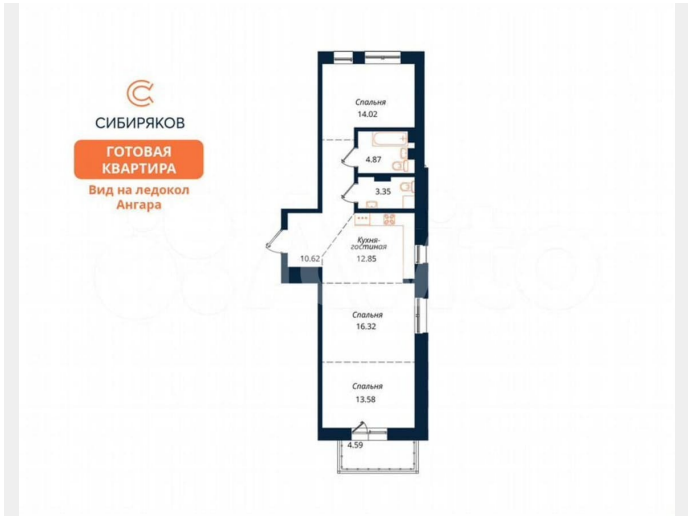 СИБИРЯКОВ
ГОТОВАЯ
КВАРТИРА
Вид на ледокол
Ангара
Спальня
14.02
4.87
3.35
Кухня-
гостиная
10.62
12.85
Спальня
16.32
Спальня
13.58
4.59